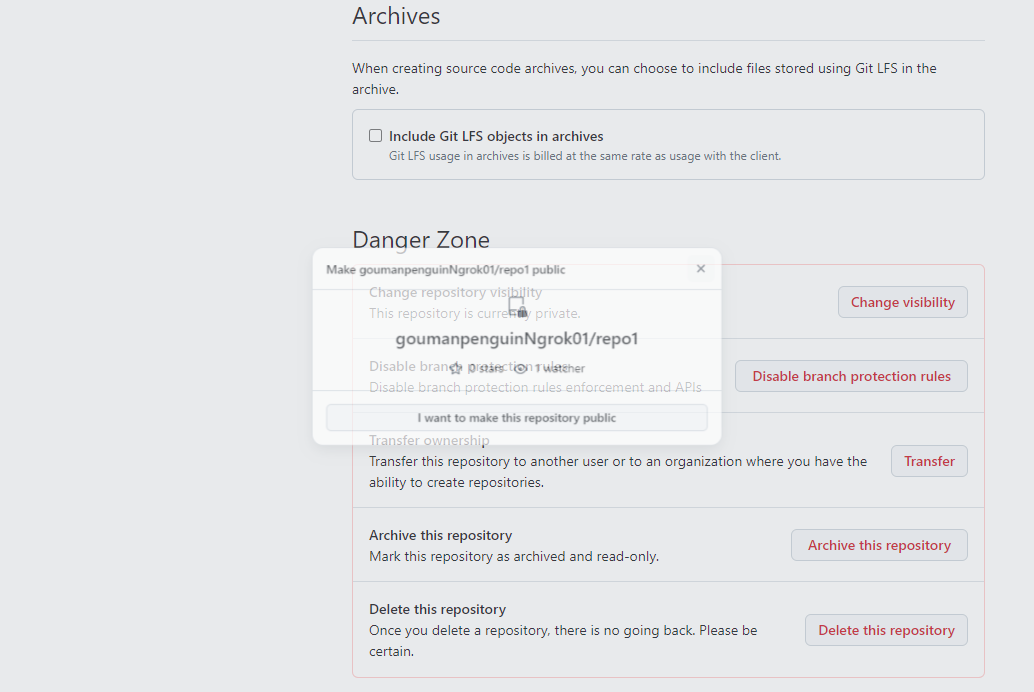 Archives
When creating source code archives, you can choose to include files stored using Git LFS in the
archive.
Include Git LFS objects in archives
Git LFS usage in archives is billed at the same rate as usage with the client.
Danger Zone
Make goumanpenguinNgrok01/repo1 public
Change repository visibility
This repository is currently private.
Change visibility
goumanpenguinNgrok01/repo1
Disable branch protection rules
0 stars 1 watcher
Disable branch protection rules enforcement and APIs
Disable branch protection rules
I want to make this repository public
Transfer ownership
Transfer this repository to another user or to an organization where you have the
ability to create repositories.
Transfer
Archive this repository
Mark this repository as archived and read-only.
Archive this repository
Delete this repository
Once you delete a repository, there is no going back. Please be
certain.
Delete this repository